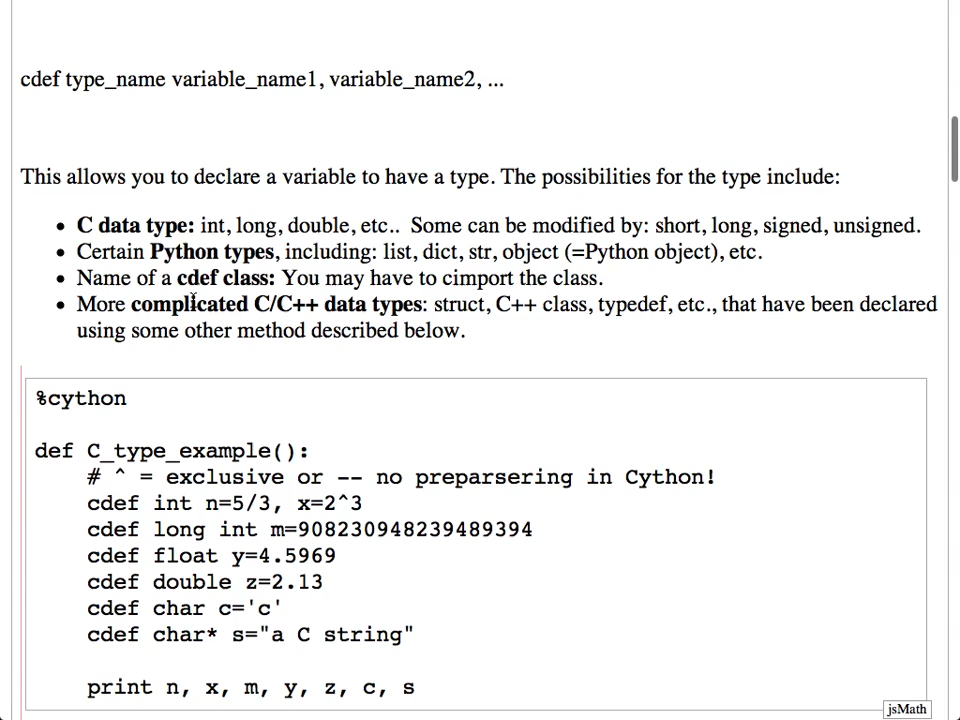 cdef type_name variable_name1, variable_name2, ...
This allows you to declare a variable to have a type. The possibilities for the type include:
• C data type: int, long, double, etc.. Some can be modified by: short, long, signed, unsigned.
• Certain Python types, including: list, dict, str, object (=Python object), etc.
• Name of a cdef class: You may have to cimport the class.
• More complicated C/C++ data types: struct, C++ class, typedef, etc., that have been declared
using some other method described below.
%cython
def C_type_example():
    # ^ = exclusive or -- no preparsering in Cython!
    cdef int n=5/3, x=2^3
    cdef long int m=908230948239489394
    cdef float y=4.5969
    cdef double z=2.13
    cdef char c='c'
    cdef char* s="a C string"
    print n, x, m, y, z, c, s
jsMath